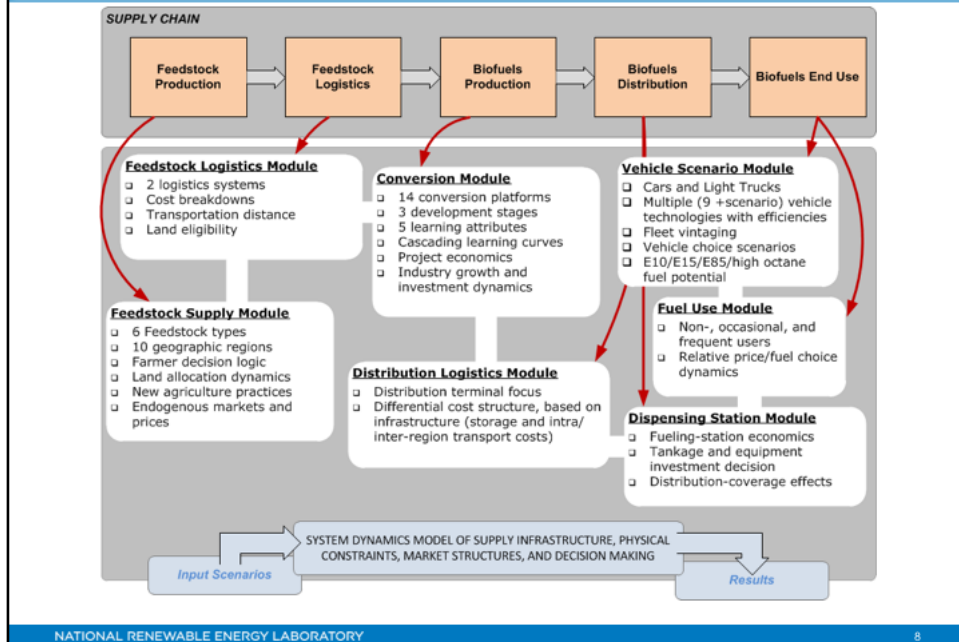 SUPPLY CHAIN
Feedstock
Production
Feedstock
Logistics
Biofuels
Production
Biofuels
Distribution
Biofuels End Use
Feedstock Logistics Module
2 logistics systems
Cost breakdowns
Transportation distance
Land eligibility
Conversion Module
14 conversion platforms
3 development stages
5 learning attributes
Cascading learning curves
Project economics
Industry growth and
investment dynamics
Vehicle Scenario Module
Cars and Light Trucks
Multiple (9 +scenario) vehicle
technologies with efficiencies
Fleet vintaging
Vehicle choice scenarios
E10/E15/E85/high octane
fuel potential
Feedstock Supply Module
6 Feedstock types
10 geographic regions
Farmer decision logic
Land allocation dynamics
New agriculture practices
Endogenous markets and
prices
Distribution Logistics Module
Distribution terminal focus
Differential cost structure, based on
infrastructure (storage and intra/
inter-region transport costs)
Fuel Use Module
Non-, occasional, and
frequent users
Relative price/fuel choice
dynamics
Dispensing Station Module
Fueling-station economics
Tankage and equipment
investment decision
Distribution-coverage effects
SYSTEM DYNAMICS MODEL OF SUPPLY INFRASTRUCTURE, PHYSICAL
CONSTRAINTS, MARKET STRUCTURES, AND DECISION MAKING
Input Scenarios
Results
NATIONAL RENEWABLE ENERGY LABORATORY
8